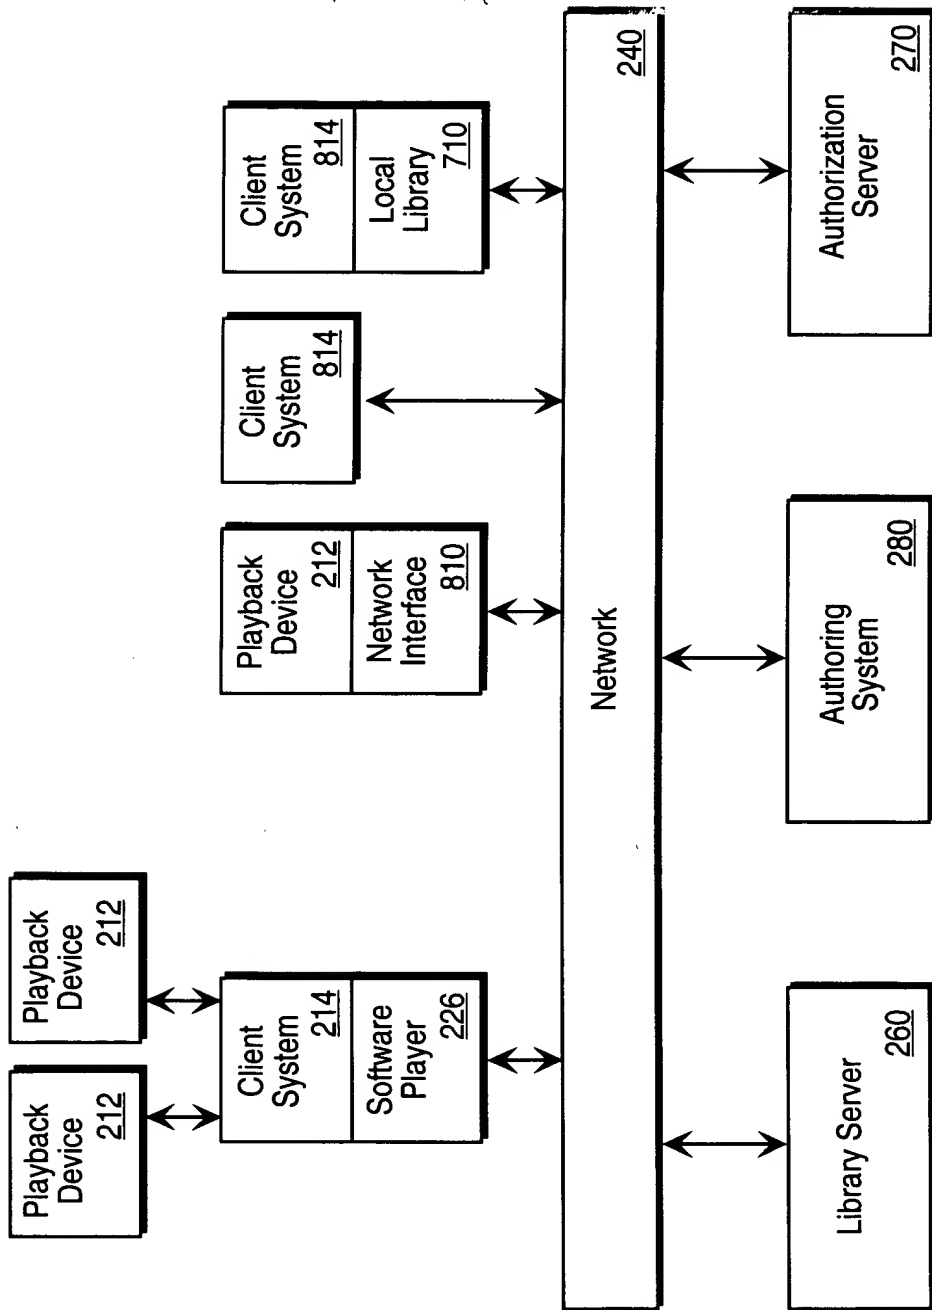 Playback
Device
212
Playback
Device
212
Client
System
214
Software
Player
226
Playback
Device
212
Network
Interface
810
Client
System
814
Client
System
814
Local
Library
710
Network
240
Library Server
260
Authoring
System
280
Authorization
Server
270